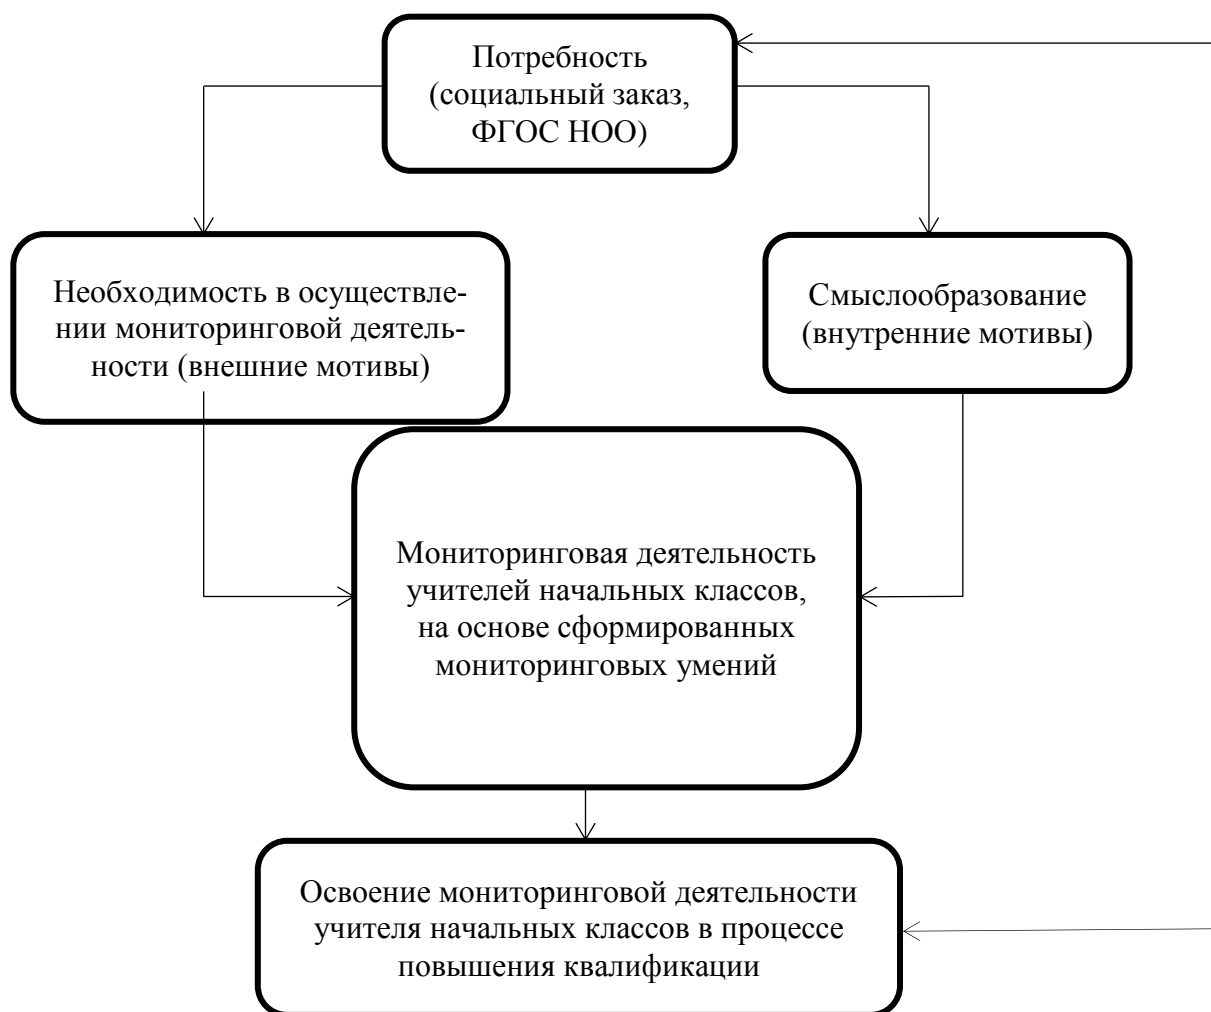 Потребность
(социальный заказ,
ФГОС НОО)
Необходимость в осуществле-
нии мониторинговой деятель-
ности (внешние мотивы)
Смыслообразование
(внутренние мотивы)
Мониторинговая деятельность
учителей начальных классов,
на основе сформированных
мониторинговых умений
Освоение мониторинговой деятельности
учителя начальных классов в процессе
повышения квалификации